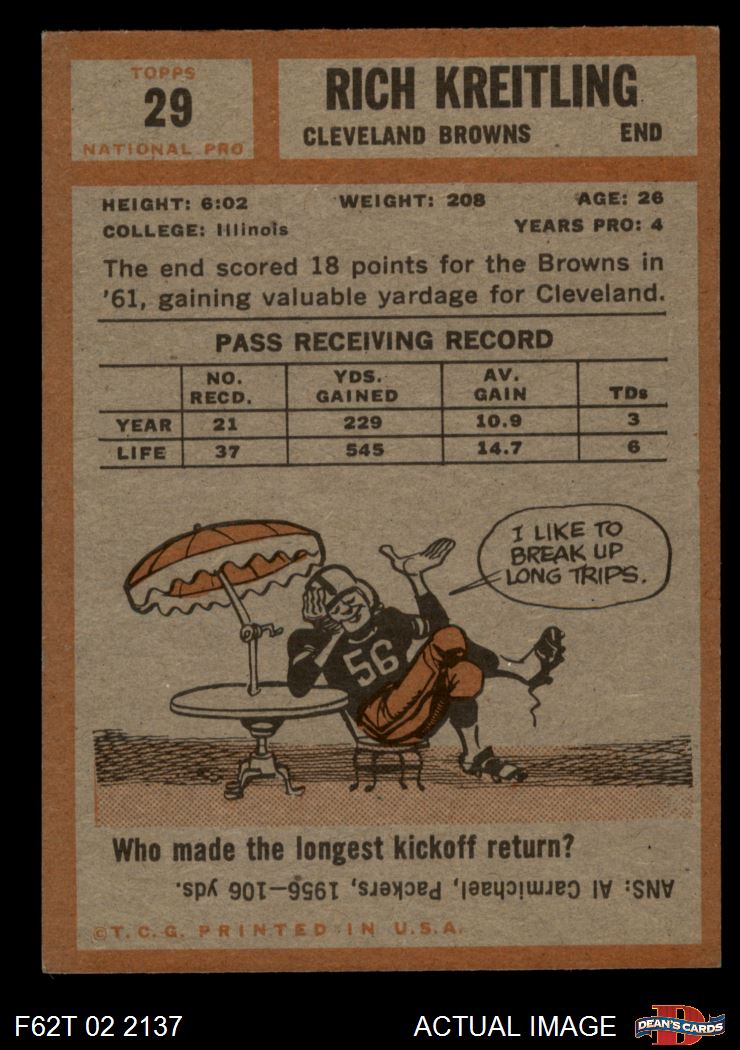 TOPPS
29
NATIONAL PRO
RICH KREITLING
CLEVELAND BROWNS END
HEIGHT: 6:02 WEIGHT: 208 AGE: 26
COLLEGE: Illinois YEARS PRO: 4
The end scored 18 points for the Browns in
'61, gaining valuable yardage for Cleveland.
PASS RECEIVING RECORD
NO. RECD. YDS. GAINED AV. GAIN TDs
YEAR 21 229 10.9 3
LIFE 37 545 14.7 6
I LIKE TO
BREAK UP
LONG TRIPS.
56
Who made the longest kickoff return?
ANS: Al Carmichael, Packers, 1956—106 yds.
©T.C.G. PRINTED IN U.S.A.
F62T 02 2137 ACTUAL IMAGE
D
DEAN'S CARDS